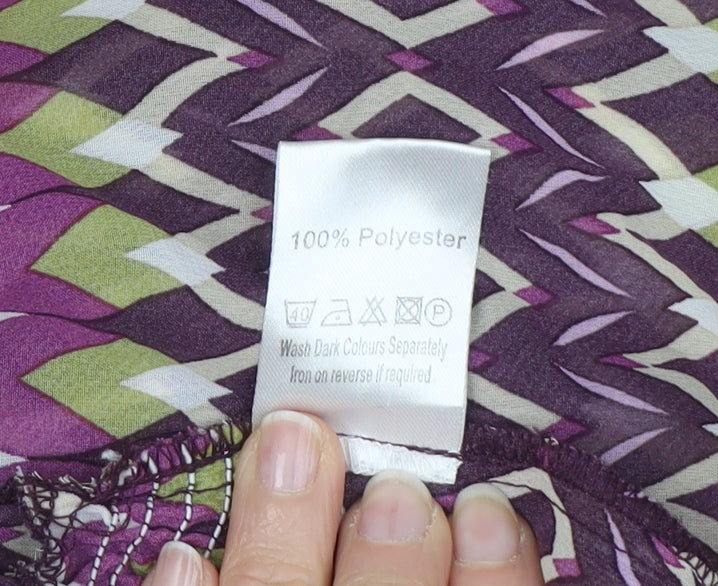 100% Polyester
40 P
Wash Dark Colours Separately
Iron on reverse if required